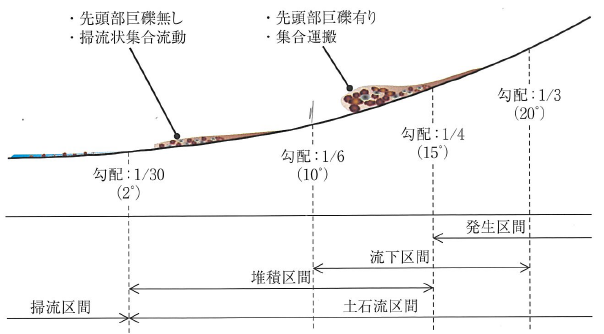 ・先頭部巨礫無し
・掃流状集合流動
・先頭部巨礫有り
・集合運搬
勾配：1/3
(20°)
勾配：1/4
(15°)
勾配：1/6
(10°)
勾配：1/30
(2°)
発生区間
流下区間
堆積区間
掃流区間
土石流区間